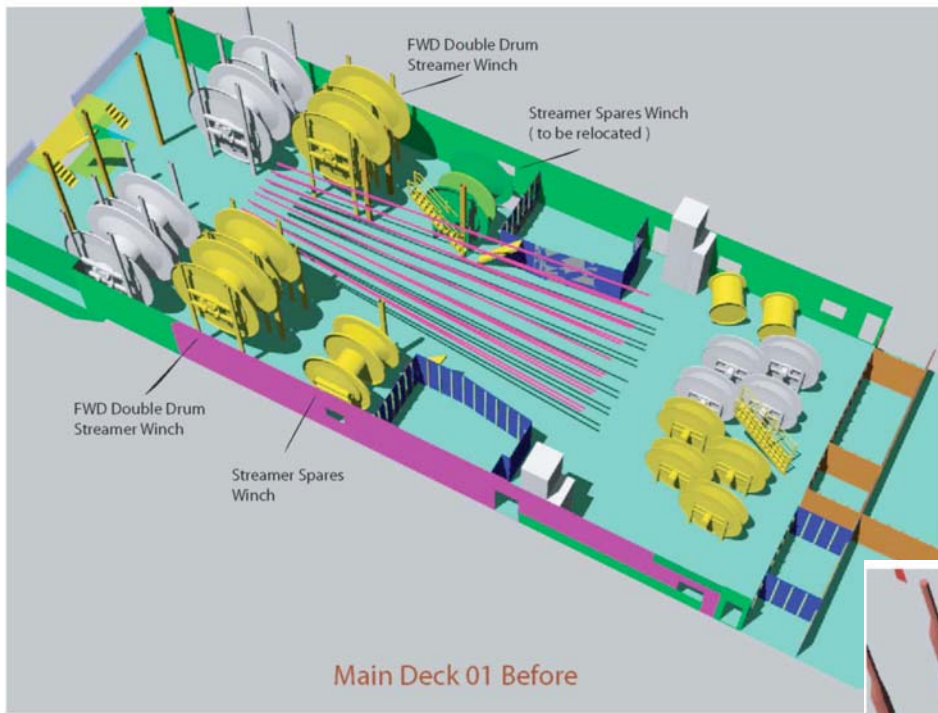 FWD Double Drum
Streamer Winch
Streamer Spares Winch
( to be relocated )
FWD Double Drum
Streamer Winch
Streamer Spares
Winch
Main Deck 01 Before